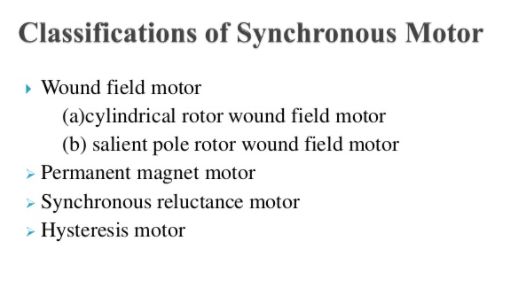 Classifications of Synchronous Motor
Wound field motor
(a)cylindrical rotor wound field motor
(b) salient pole rotor wound field motor
Permanent magnet motor
Synchronous reluctance motor
Hysteresis motor